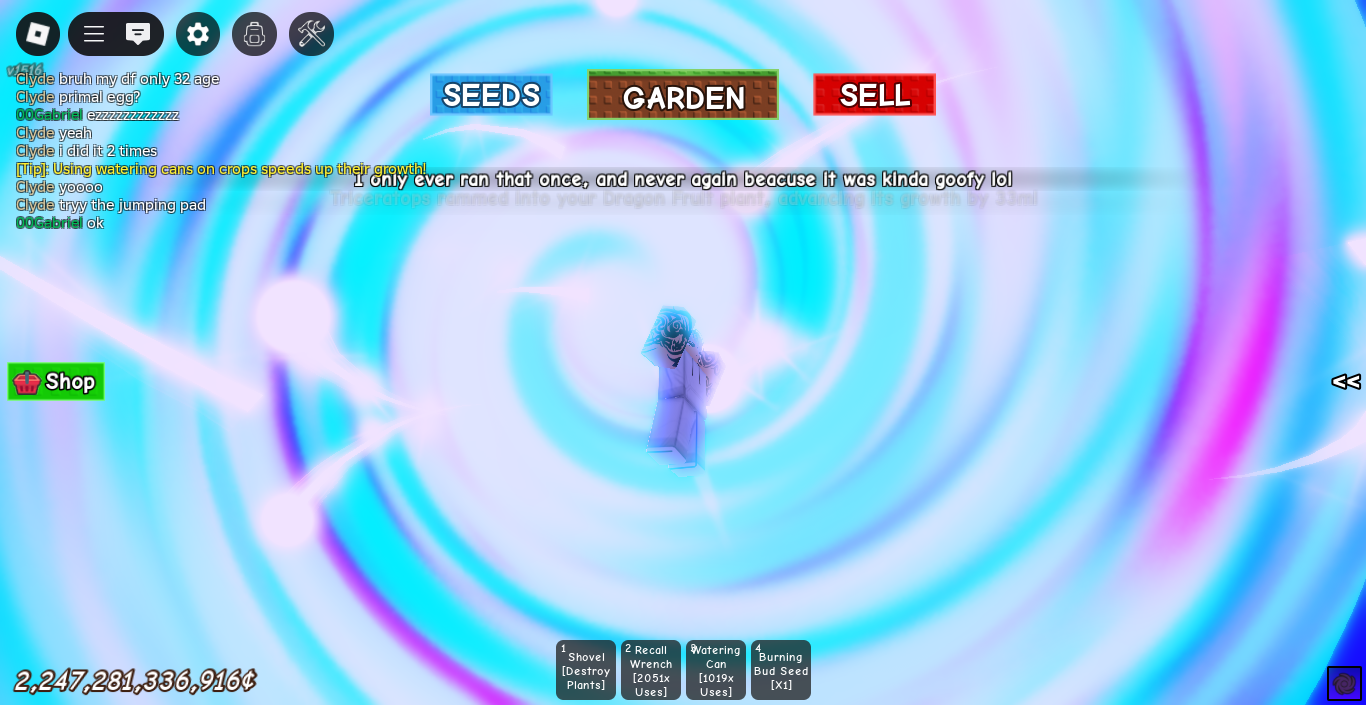 v1516
Clyde bruh my df only 32 age
Clyde primal egg?
00Gabriel ezzzzzzzzzzzzz
Clyde yeah
Clyde i did it 2 times
[Tip]: Using watering cans on crops speeds up their growth!
Clyde yoooo
Clyde tryy the jumping pad
00Gabriel ok
SEEDS
GARDEN
SELL
I only ever ran that once, and never again beacuse it was kinda goofy lol
rammed into your Dragon Fruit plant, advancing its growth by 33m!
Shop
<<
2,247,281,336,916¢
1
Shovel
[Destroy
Plants]
2
Recall
Wrench
[2051x
Uses]
3
Watering
Can
[1019x
Uses]
4
Burning
Bud Seed
[X1]